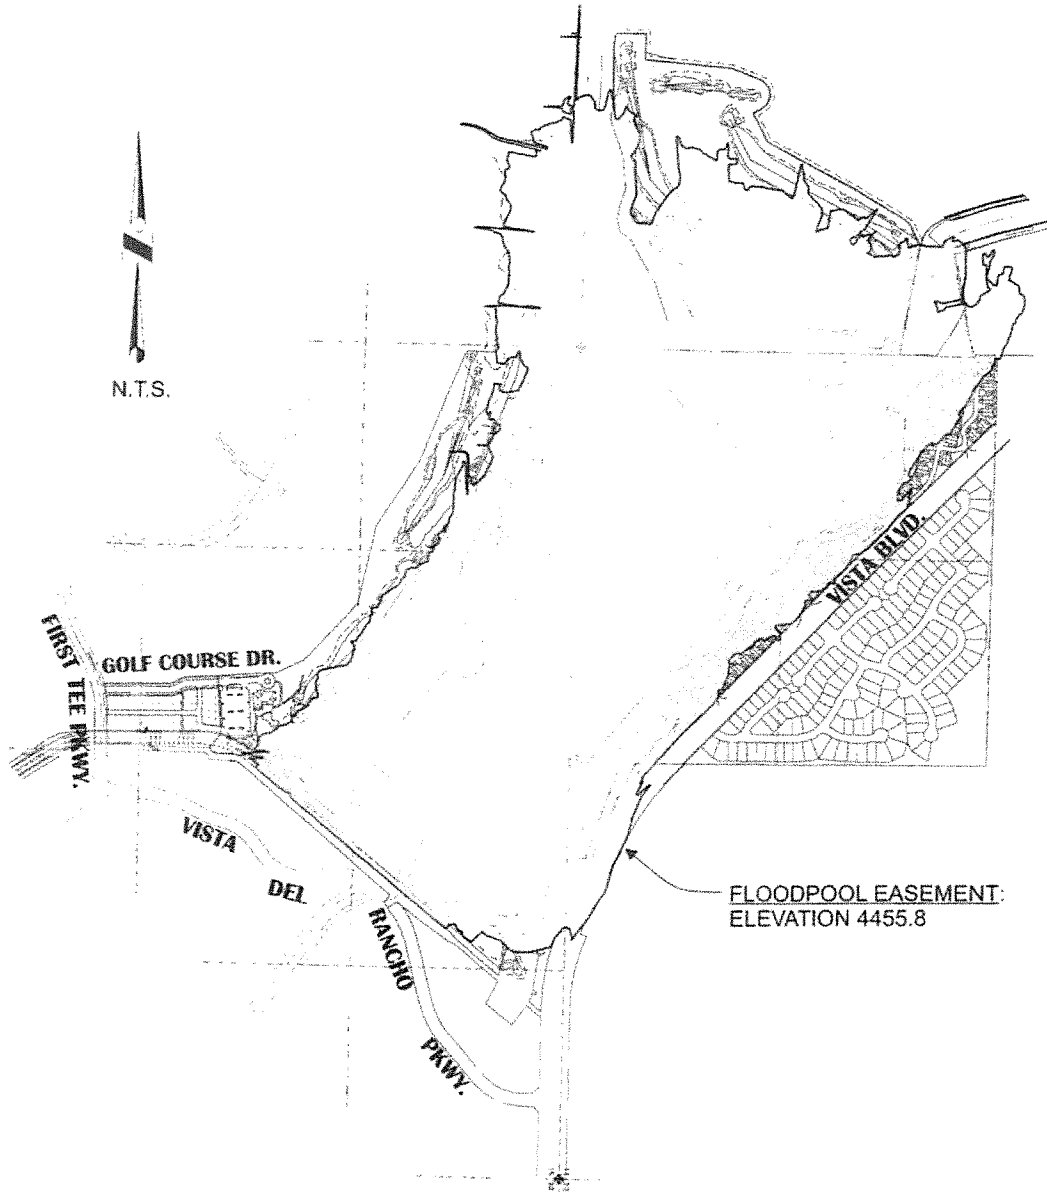 N.T.S.
VISTA BLVD.
FIRST TEE PKWY.
GOLF COURSE DR.
VISTA
DEL
RANCHO
PKWY.
FLOODPOOL EASEMENT:
ELEVATION 4455.8